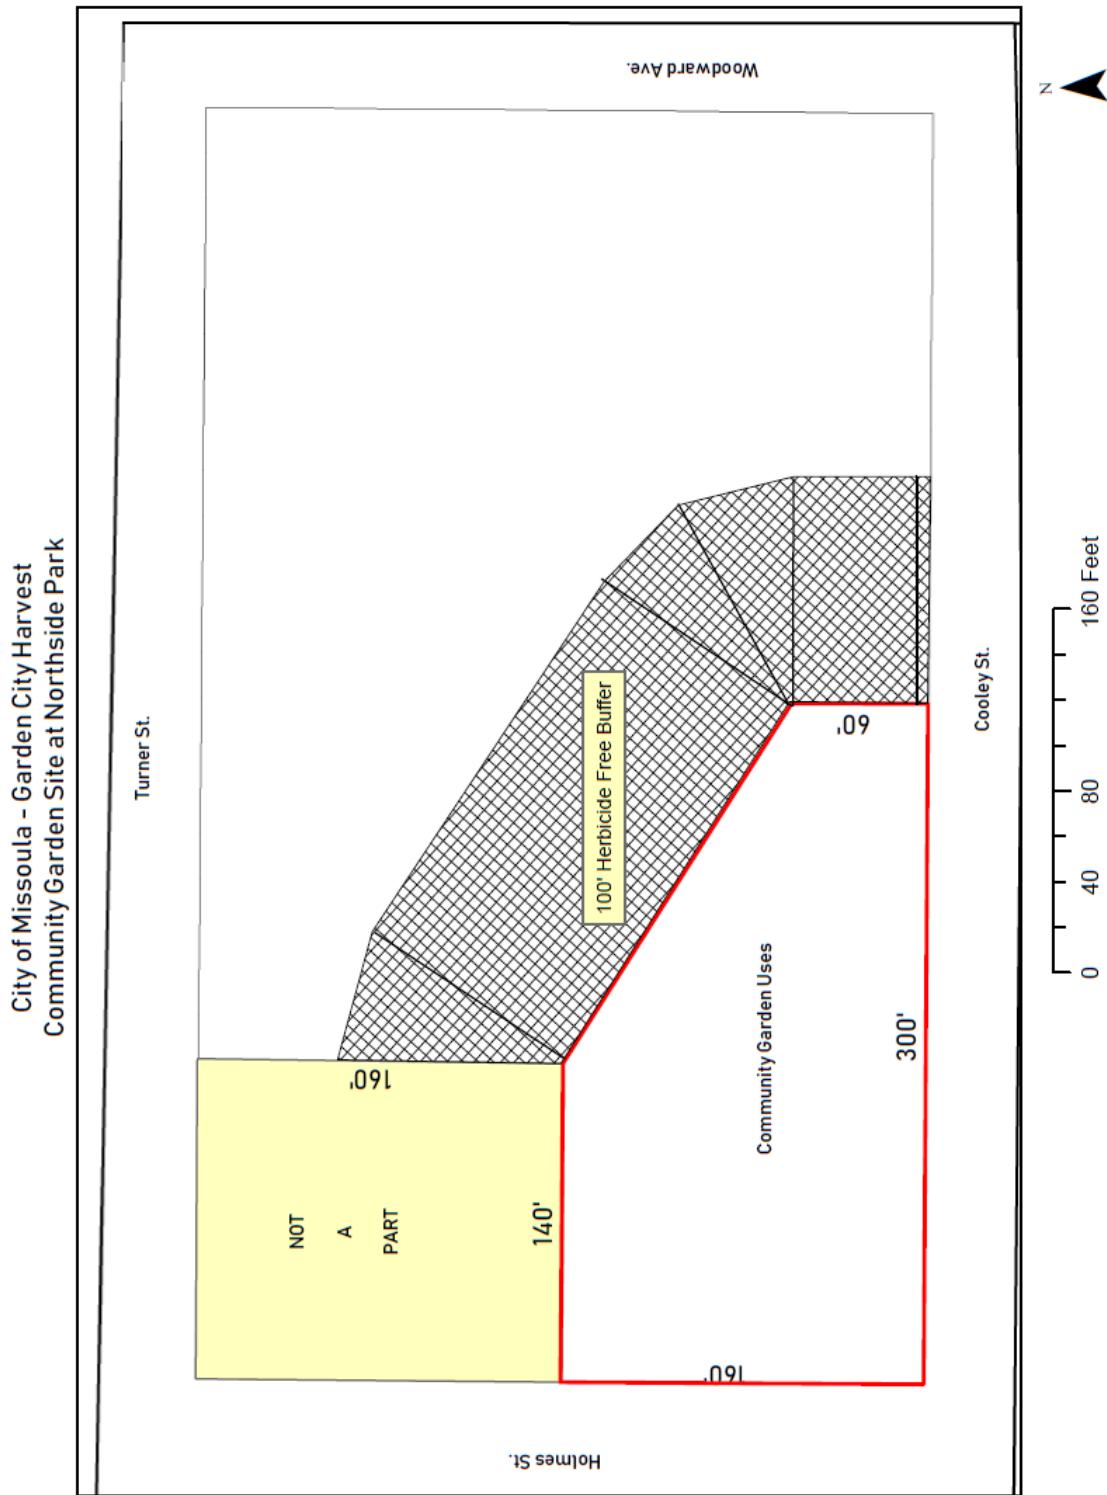 City of Missoula - Garden City Harvest
Community Garden Site at Northside Park
N
Turner St.
Woodward Ave.
NOT
A
PART
160'
140'
100' Herbicide Free Buffer
60'
Community Garden Uses
160'
300'
Holmes St.
Cooley St.
0 40 80 160 Feet